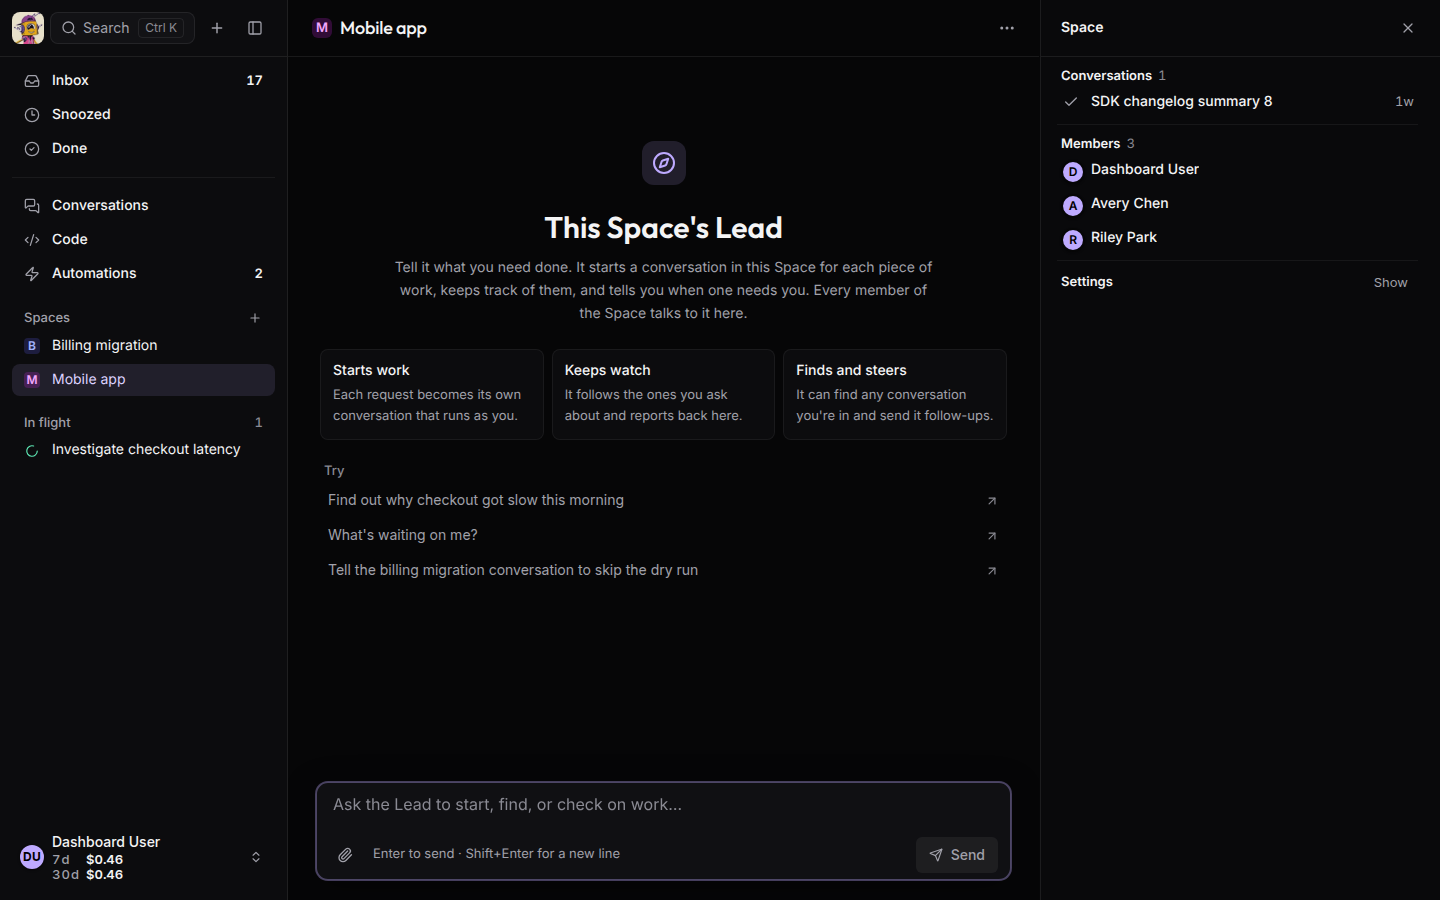 Search Ctrl K
Inbox 17
Snoozed
Done
Conversations
Code
Automations 2
Spaces
B Billing migration
M Mobile app
In flight 1
Investigate checkout latency
DU Dashboard User
7d $0.46
30d $0.46
M Mobile app
This Space's Lead
Tell it what you need done. It starts a conversation in this Space for each piece of
work, keeps track of them, and tells you when one needs you. Every member of
the Space talks to it here.
Starts work
Each request becomes its own
conversation that runs as you.
Keeps watch
It follows the ones you ask
about and reports back here.
Finds and steers
It can find any conversation
you're in and send it follow-ups.
Try
Find out why checkout got slow this morning
What's waiting on me?
Tell the billing migration conversation to skip the dry run
Ask the Lead to start, find, or check on work...
Enter to send · Shift+Enter for a new line
Send
Space
Conversations 1
SDK changelog summary 8 1w
Members 3
D Dashboard User
A Avery Chen
R Riley Park
Settings Show